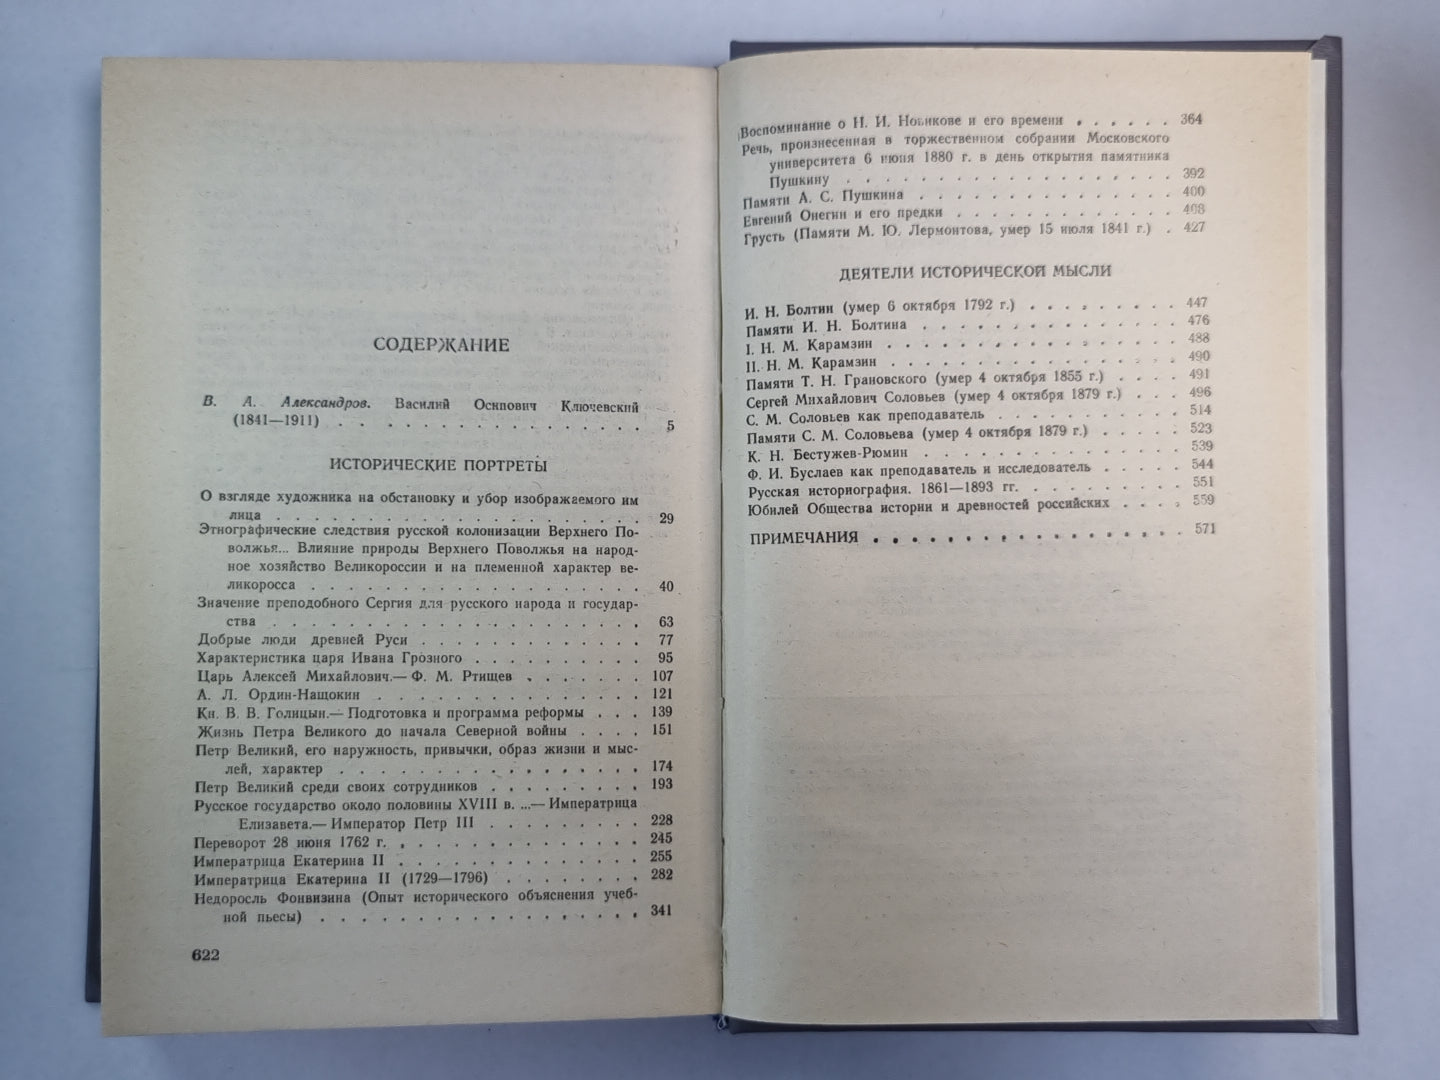 СОДЕРЖАНИЕ
В. А. Александров. Василий Осипович Ключевский
(1841—1911) . . . . . . . . . . . . . . . . 5
ИСТОРИЧЕСКИЕ ПОРТРЕТЫ
О взгляде художника на обстановку и убор изображаемого им
лица . . . . . . . . . . . . . . . . . . . 29
Этнографические следствия русской колонизации Верхнего По-
волжья... Влияние природы Верхнего Поволжья на народ-
ное хозяйство Великороссии и на племенной характер ве-
ликоросса . . . . . . . . . . . . . . . . . 40
Значение преподобного Сергия для русского народа и государ-
ства . . . . . . . . . . . . . . . . . . . 63
Добрые люди древней Руси . . . . . . . . . . . 77
Характеристика царя Ивана Грозного . . . . . . . . . 95
Царь Алексей Михайлович.— Ф. М. Ртищев . . . . . . . 107
А. Л. Ордин-Нащокин . . . . . . . . . . . . . 121
Кн. В. В. Голицын.— Подготовка и программа реформы . . . 139
Жизнь Петра Великого до начала Северной войны . . . . 151
Петр Великий, его наружность, привычки, образ жизни и мыс-
лей, характер . . . . . . . . . . . . . . . . 174
Петр Великий среди своих сотрудников . . . . . . . . . 193
Русское государство около половины XVIII в. ...— Императрица
Елизавета.— Император Петр III . . . . . . . . . 228
Переворот 28 июня 1762 г. . . . . . . . . . . . . 245
Императрица Екатерина II . . . . . . . . . . . . . 255
Императрица Екатерина II (1729—1796) . . . . . . . . 282
Недоросль Фонвизина (Опыт исторического объяснения учеб-
ной пьесы) . . . . . . . . . . . . . . . . . 341
622
Воспоминание о Н. И. Новикове и его времени . . . . . . 364
Речь, произнесенная в торжественном собрании Московского
университета 6 июня 1880 г. в день открытия памятника
Пушкину . . . . . . . . . . . . . . . . . . 392
Памяти А. С. Пушкина . . . . . . . . . . . . . . 400
Евгений Онегин и его предки . . . . . . . . . . . . 408
Грусть (Памяти М. Ю. Лермонтова, умер 15 июля 1841 г.) . 427
ДЕЯТЕЛИ ИСТОРИЧЕСКОЙ МЫСЛИ
И. Н. Болтин (умер 6 октября 1792 г.) . . . . . . . . . 447
Памяти И. Н. Болтина . . . . . . . . . . . . . 476
I. Н. М. Карамзин . . . . . . . . . . . . . . . 488
II. Н. М. Карамзин . . . . . . . . . . . . . . . 490
Памяти Т. Н. Грановского (умер 4 октября 1855 г.) . . . . 491
Сергей Михайлович Соловьев (умер 4 октября 1879 г.) . . . 496
С. М. Соловьев как преподаватель . . . . . . . . . . 514
Памяти С. М. Соловьева (умер 4 октября 1879 г.) . . . . . 523
К. Н. Бестужев-Рюмин . . . . . . . . . . . . . 539
Ф. И. Буслаев как преподаватель и исследователь . . . . . 544
Русская историография. 1861—1893 гг. . . . . . . . . . 551
Юбилей Общества истории и древностей российских . . . . 559
ПРИМЕЧАНИЯ . . . . . . . . . . . . . . . . . 571